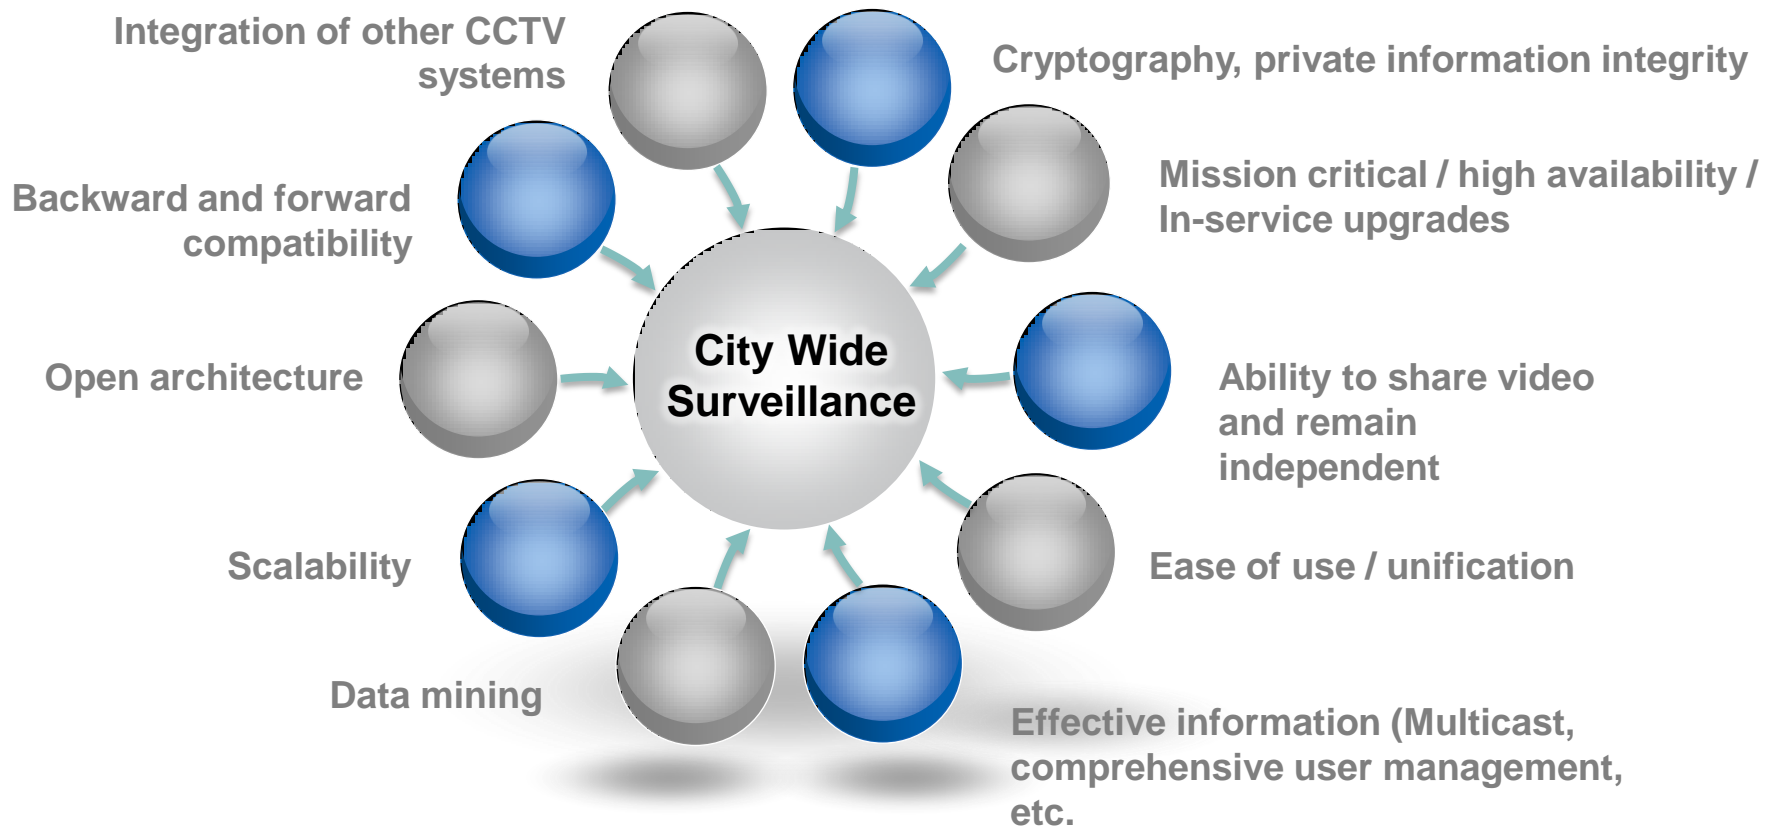 Integration of other CCTV
systems
Cryptography, private information integrity
Backward and forward
compatibility
Mission critical / high availability /
In-service upgrades
Open architecture
City Wide
Surveillance
Ability to share video
and remain
independent
Scalability
Ease of use / unification
Data mining
Effective information (Multicast,
comprehensive user management,
etc.